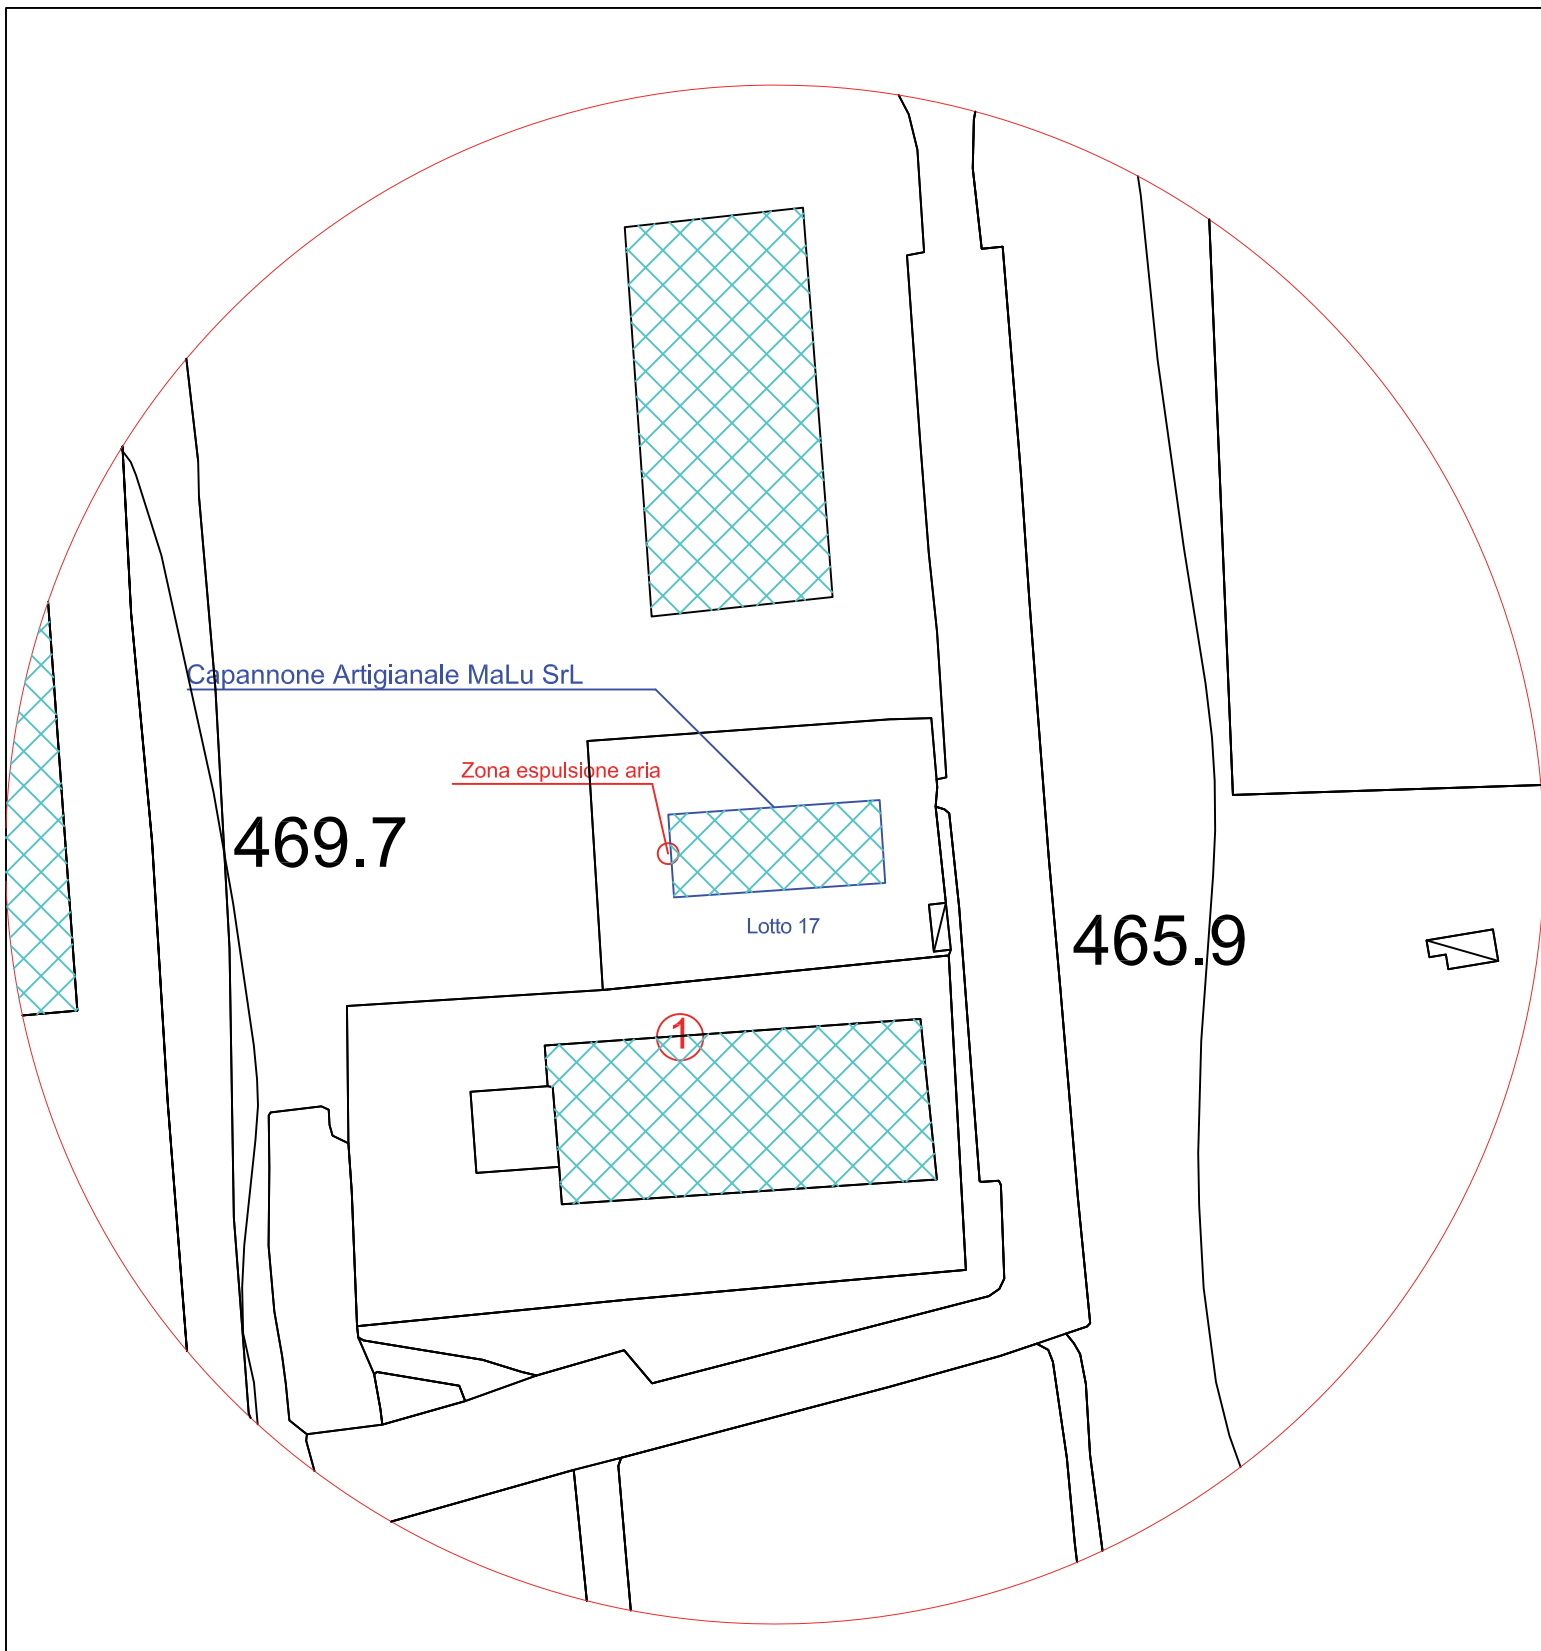 Capannone Artigianale MaLu SrL
Zona espulsione aria
469.7
Lotto 17
465.9
1